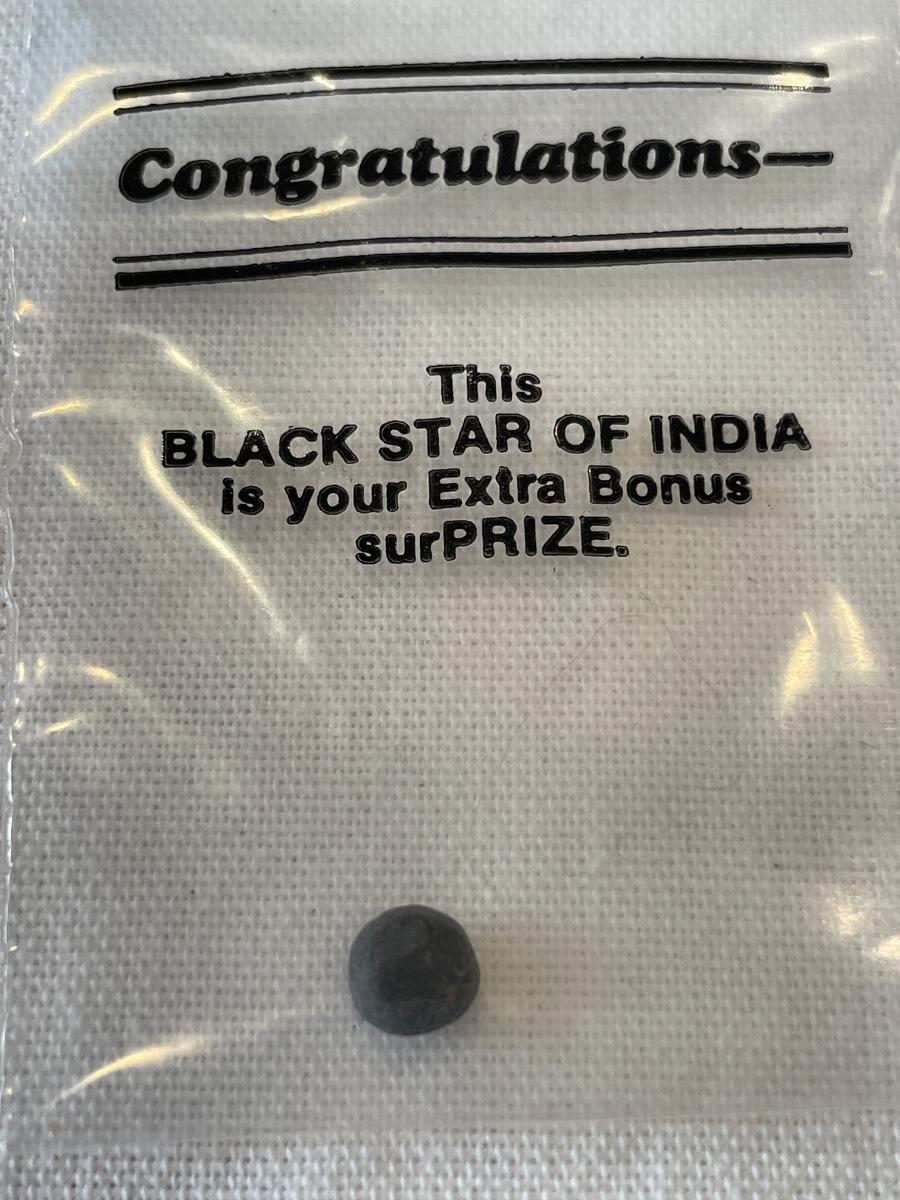 Congratulations—
This
BLACK STAR OF INDIA
is your Extra Bonus
surPRIZE.